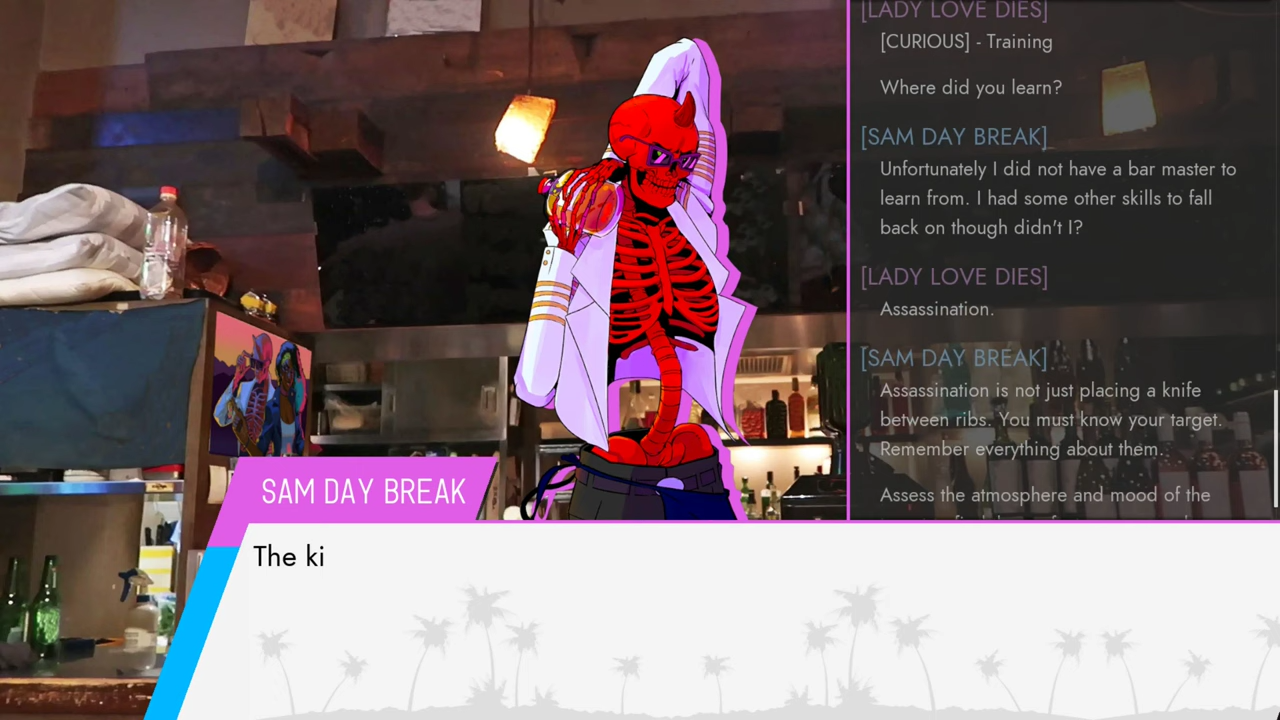 [LADY LOVE DIES]
[CURIOUS] - Training
Where did you learn?
[SAM DAY BREAK]
Unfortunately I did not have a bar master to
learn from. I had some other skills to fall
back on though didn't I?
[LADY LOVE DIES]
Assassination.
[SAM DAY BREAK]
Assassination is not just placing a knife
between ribs. You must know your target.
Remember everything about them.
Assess the atmosphere and mood of the
SAM DAY BREAK
The ki